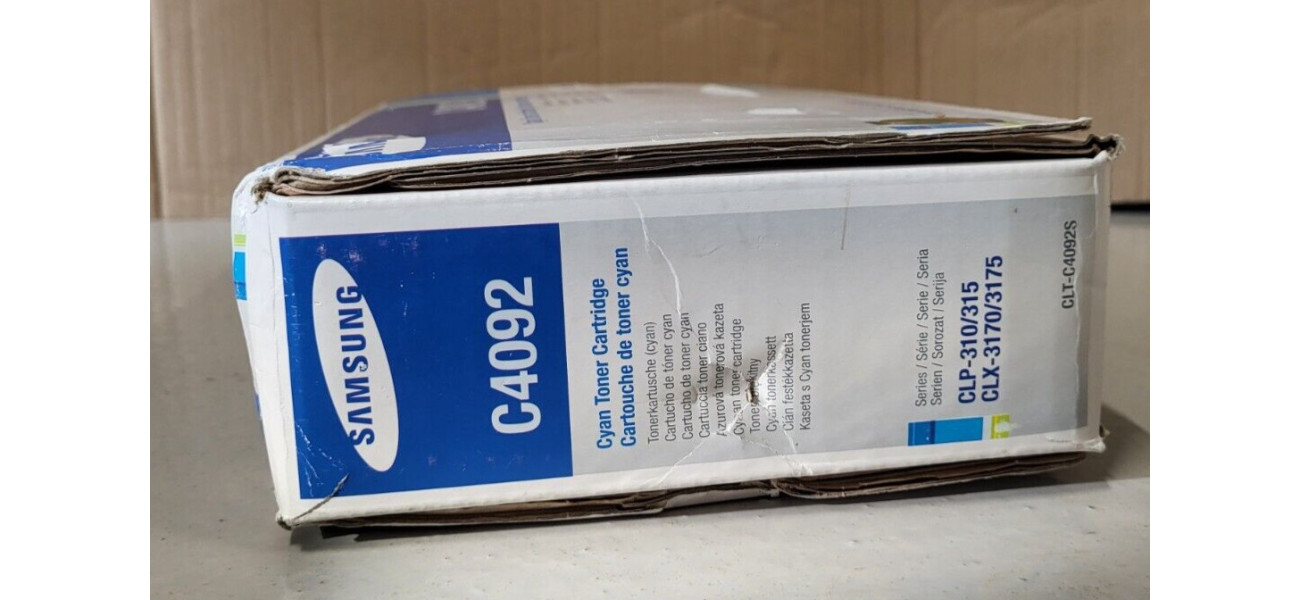 SAMSUNG
C4092
Cyan Toner Cartridge
Cartouche de toner cyan
Tonerkartusche (cyan)
Cartucho de tóner cyan
Cartucho de toner cyan
Cartuccia toner ciano
Azurová tonerová kazeta
Cyaan toner cartridge
Cyan tonerkassett
Cián festékkazetta
Kaseta s Cyan tonerjem
Series / Série / Serie / Seria
Serien / Sorozat / Serija
CLP-310/315
CLX-3170/3175
CLT-C4092S